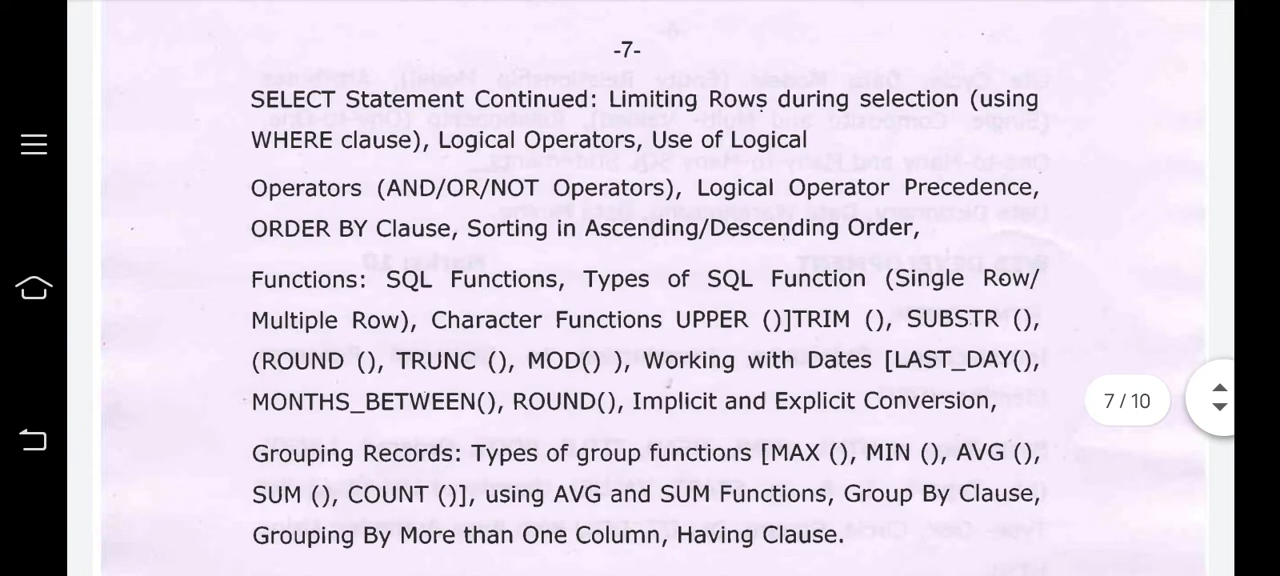 -7-
SELECT Statement Continued: Limiting Rows during selection (using
WHERE clause), Logical Operators, Use of Logical
Operators (AND/OR/NOT Operators), Logical Operator Precedence,
ORDER BY Clause, Sorting in Ascending/Descending Order,
Functions: SQL Functions, Types of SQL Function (Single Row/
Multiple Row), Character Functions UPPER ()]TRIM (), SUBSTR (),
(ROUND (), TRUNC (), MOD() ), Working with Dates [LAST_DAY(),
MONTHS_BETWEEN(), ROUND(), Implicit and Explicit Conversion,
7/10
Grouping Records: Types of group functions [MAX (), MIN (), AVG (),
SUM (), COUNT ()], using AVG and SUM Functions, Group By Clause,
Grouping By More than One Column, Having Clause.